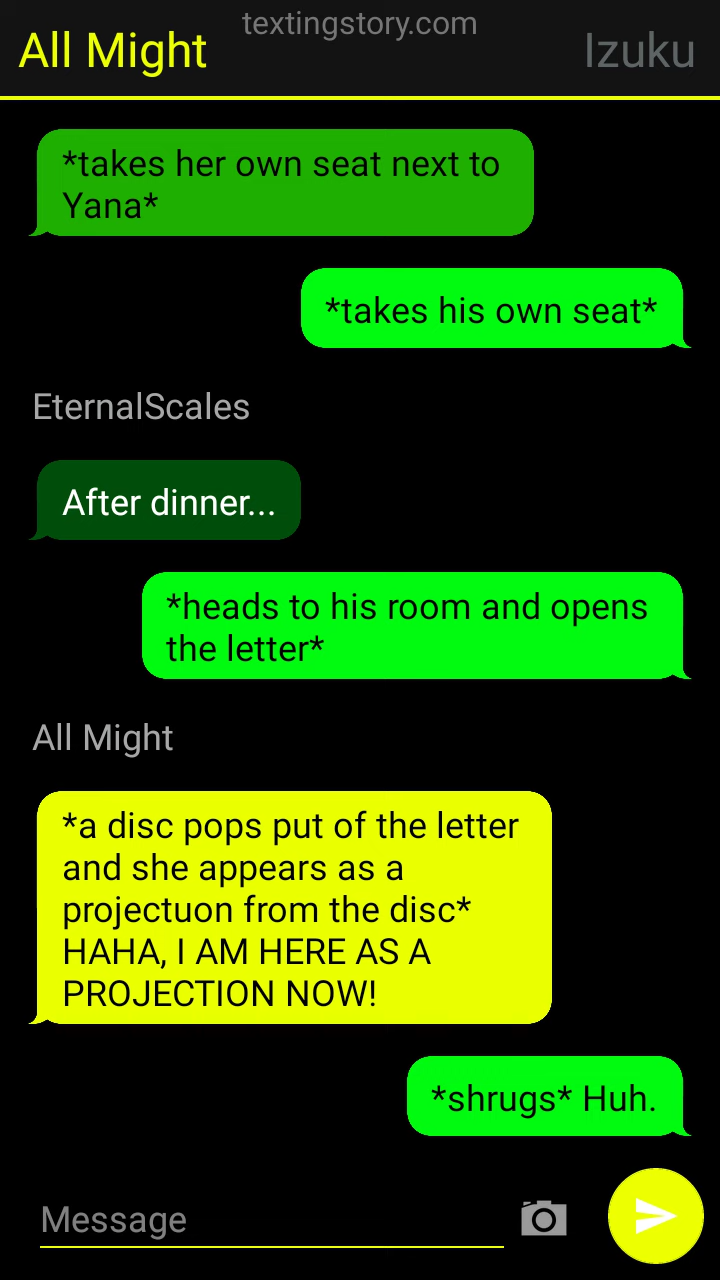 textingstory.com
All Might
Izuku
*takes her own seat next to
Yana*
*takes his own seat*
EternalScales
After dinner...
*heads to his room and opens
the letter*
All Might
*a disc pops put of the letter
and she appears as a
projectuon from the disc*
HAHA, I AM HERE AS A
PROJECTION NOW!
*shrugs* Huh.
Message